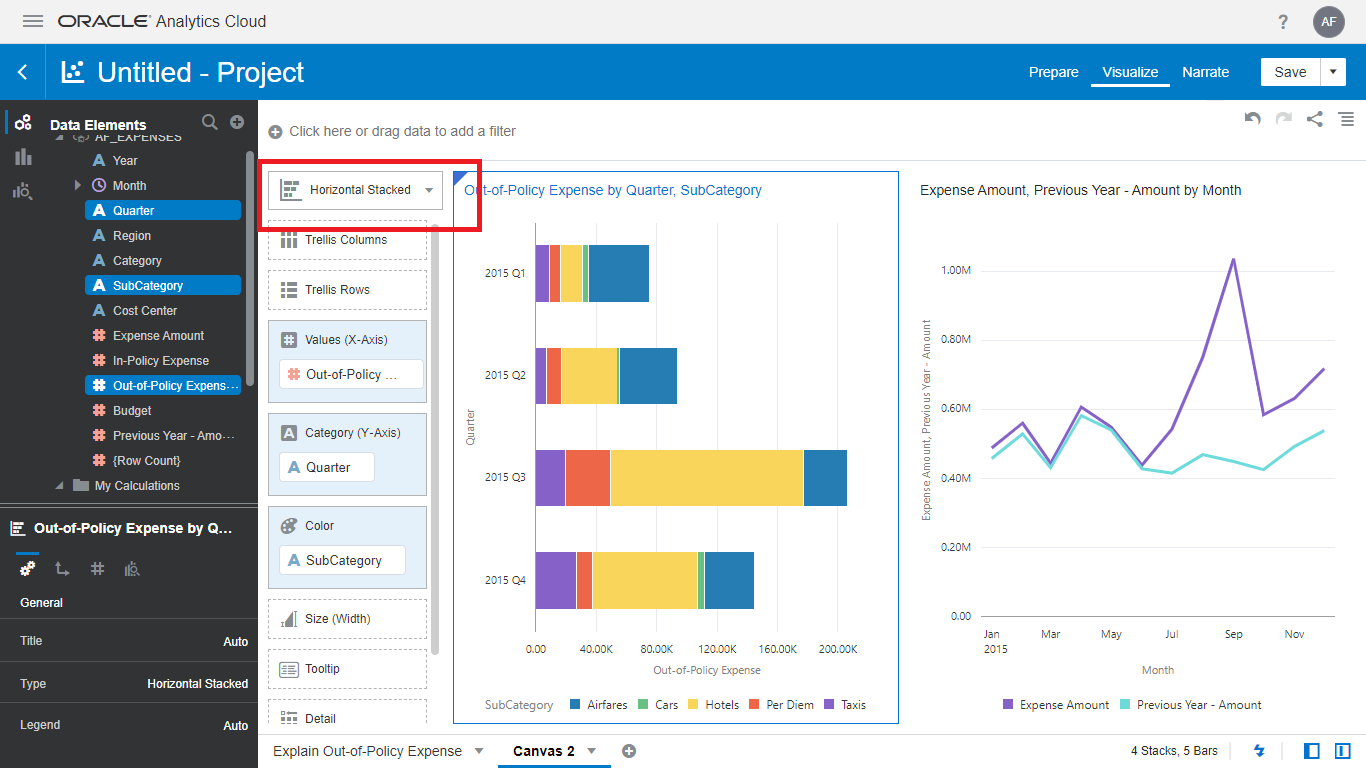 ORACLE Analytics Cloud
?
AF
Untitled - Project
Prepare
Visualize
Narrate
Save
Data Elements
AF_EXPENSES
A Year
Month
A Quarter
A Region
A Category
A SubCategory
A Cost Center
# Expense Amount
# In-Policy Expense
# Out-of-Policy Expens...
# Budget
# Previous Year - Amo...
# {Row Count}
My Calculations
Out-of-Policy Expense by Q...
#
General
Title Auto
Type Horizontal Stacked
Legend Auto
Click here or drag data to add a filter
Horizontal Stacked
Trellis Columns
Trellis Rows
# Values (X-Axis)
# Out-of-Policy ...
A Category (Y-Axis)
A Quarter
Color
A SubCategory
Size (Width)
Tooltip
Detail
Out-of-Policy Expense by Quarter, SubCategory
Quarter
2015 Q1
2015 Q2
2015 Q3
2015 Q4
0.00 40.00K 80.00K 120.00K 160.00K 200.00K
Out-of-Policy Expense
SubCategory Airfares Cars Hotels Per Diem Taxis
Expense Amount, Previous Year - Amount by Month
Expense Amount, Previous Year - Amount
1.00M
0.80M
0.60M
0.40M
0.20M
0.00
Jan Mar May Jul Sep Nov
2015
Month
Expense Amount Previous Year - Amount
Explain Out-of-Policy Expense
Canvas 2
4 Stacks, 5 Bars